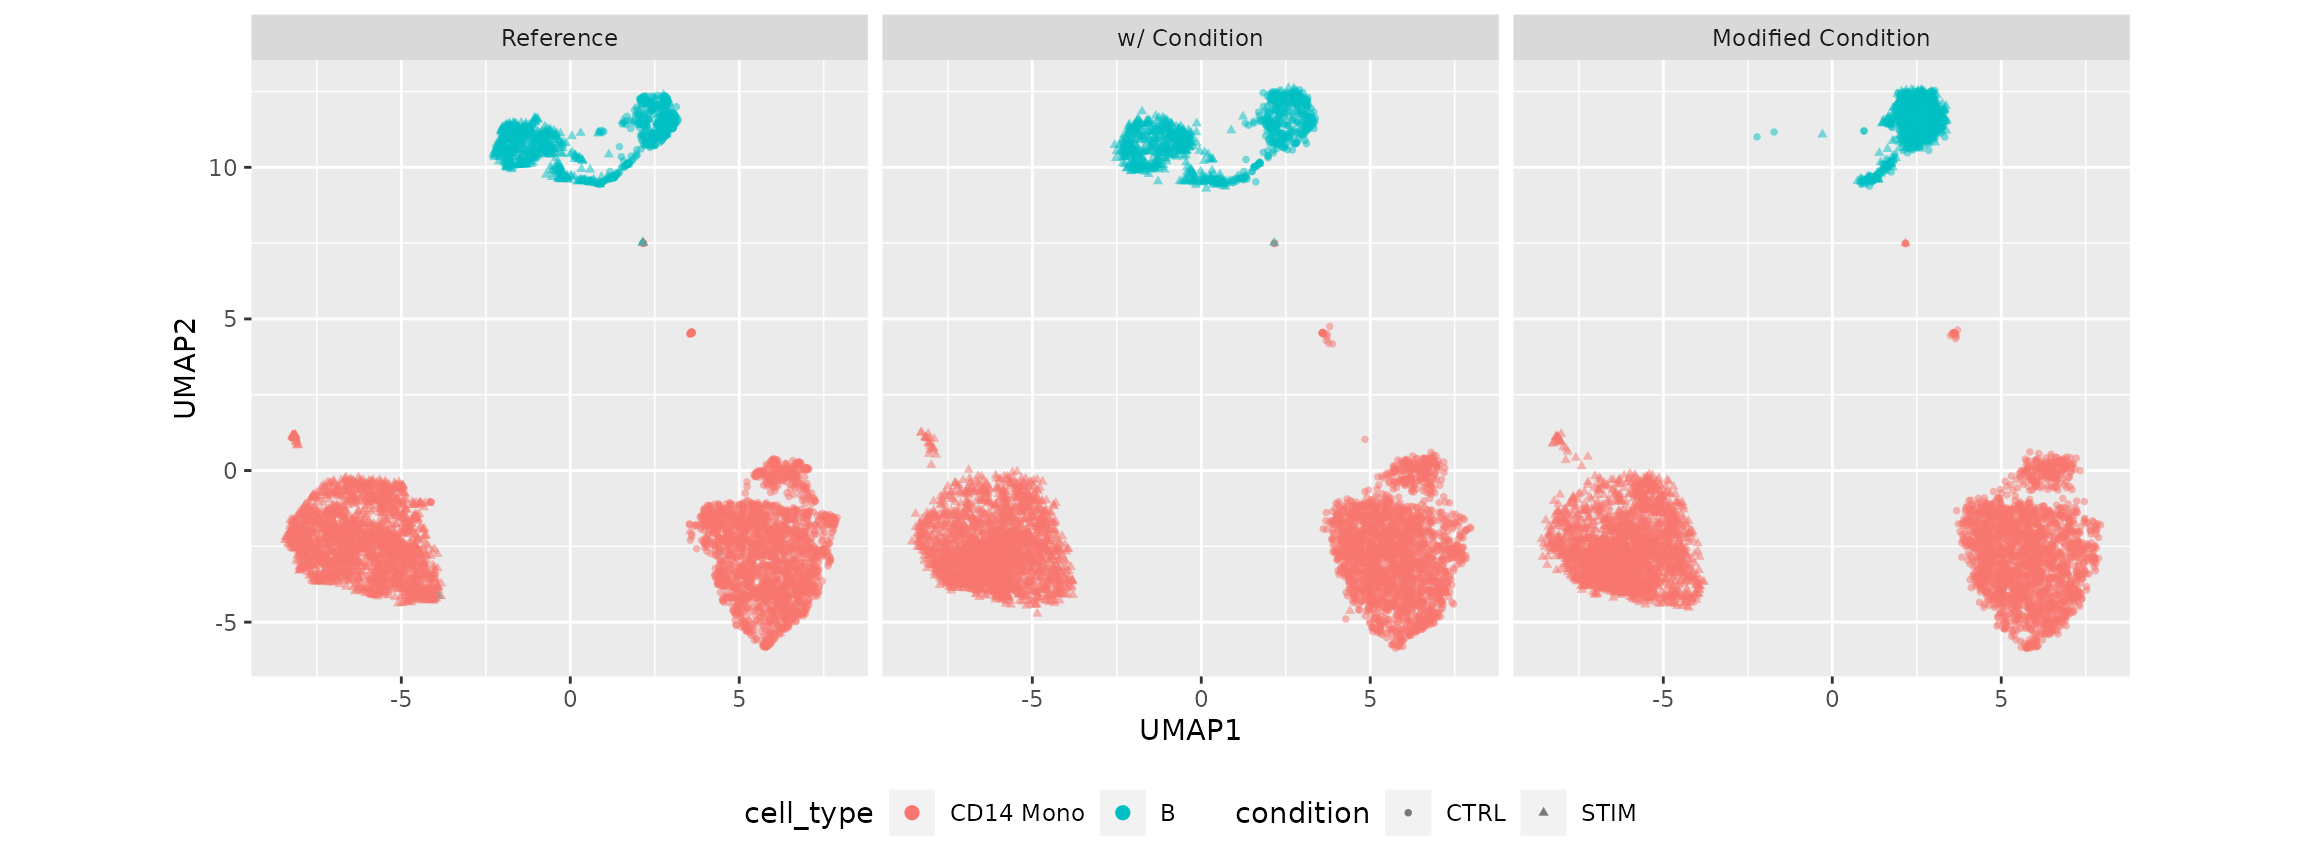 Reference
w/ Condition
Modified Condition
UMAP2
10
5
0
-5
-5 0 5
-5 0 5
-5 0 5
UMAP1
cell_type CD14 Mono B condition CTRL STIM